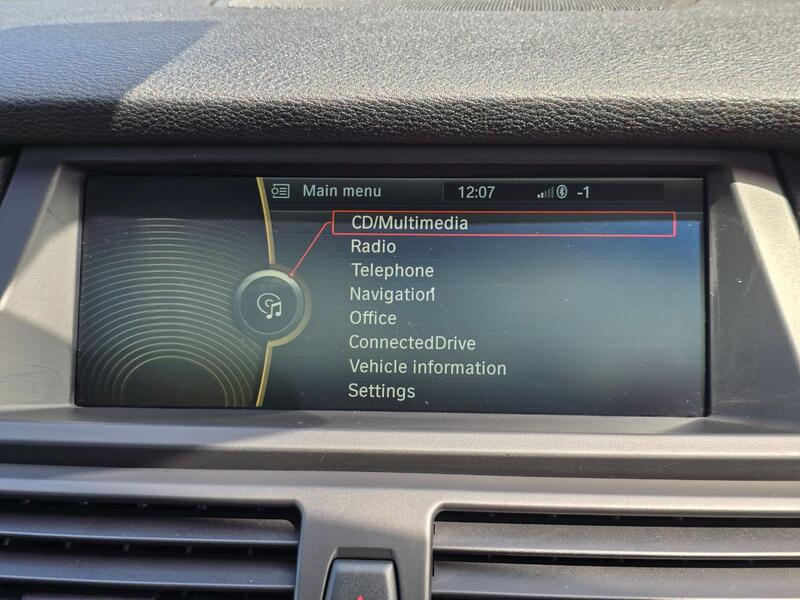 Main menu 12:07 -1
CD/Multimedia
Radio
Telephone
Navigation
Office
ConnectedDrive
Vehicle information
Settings